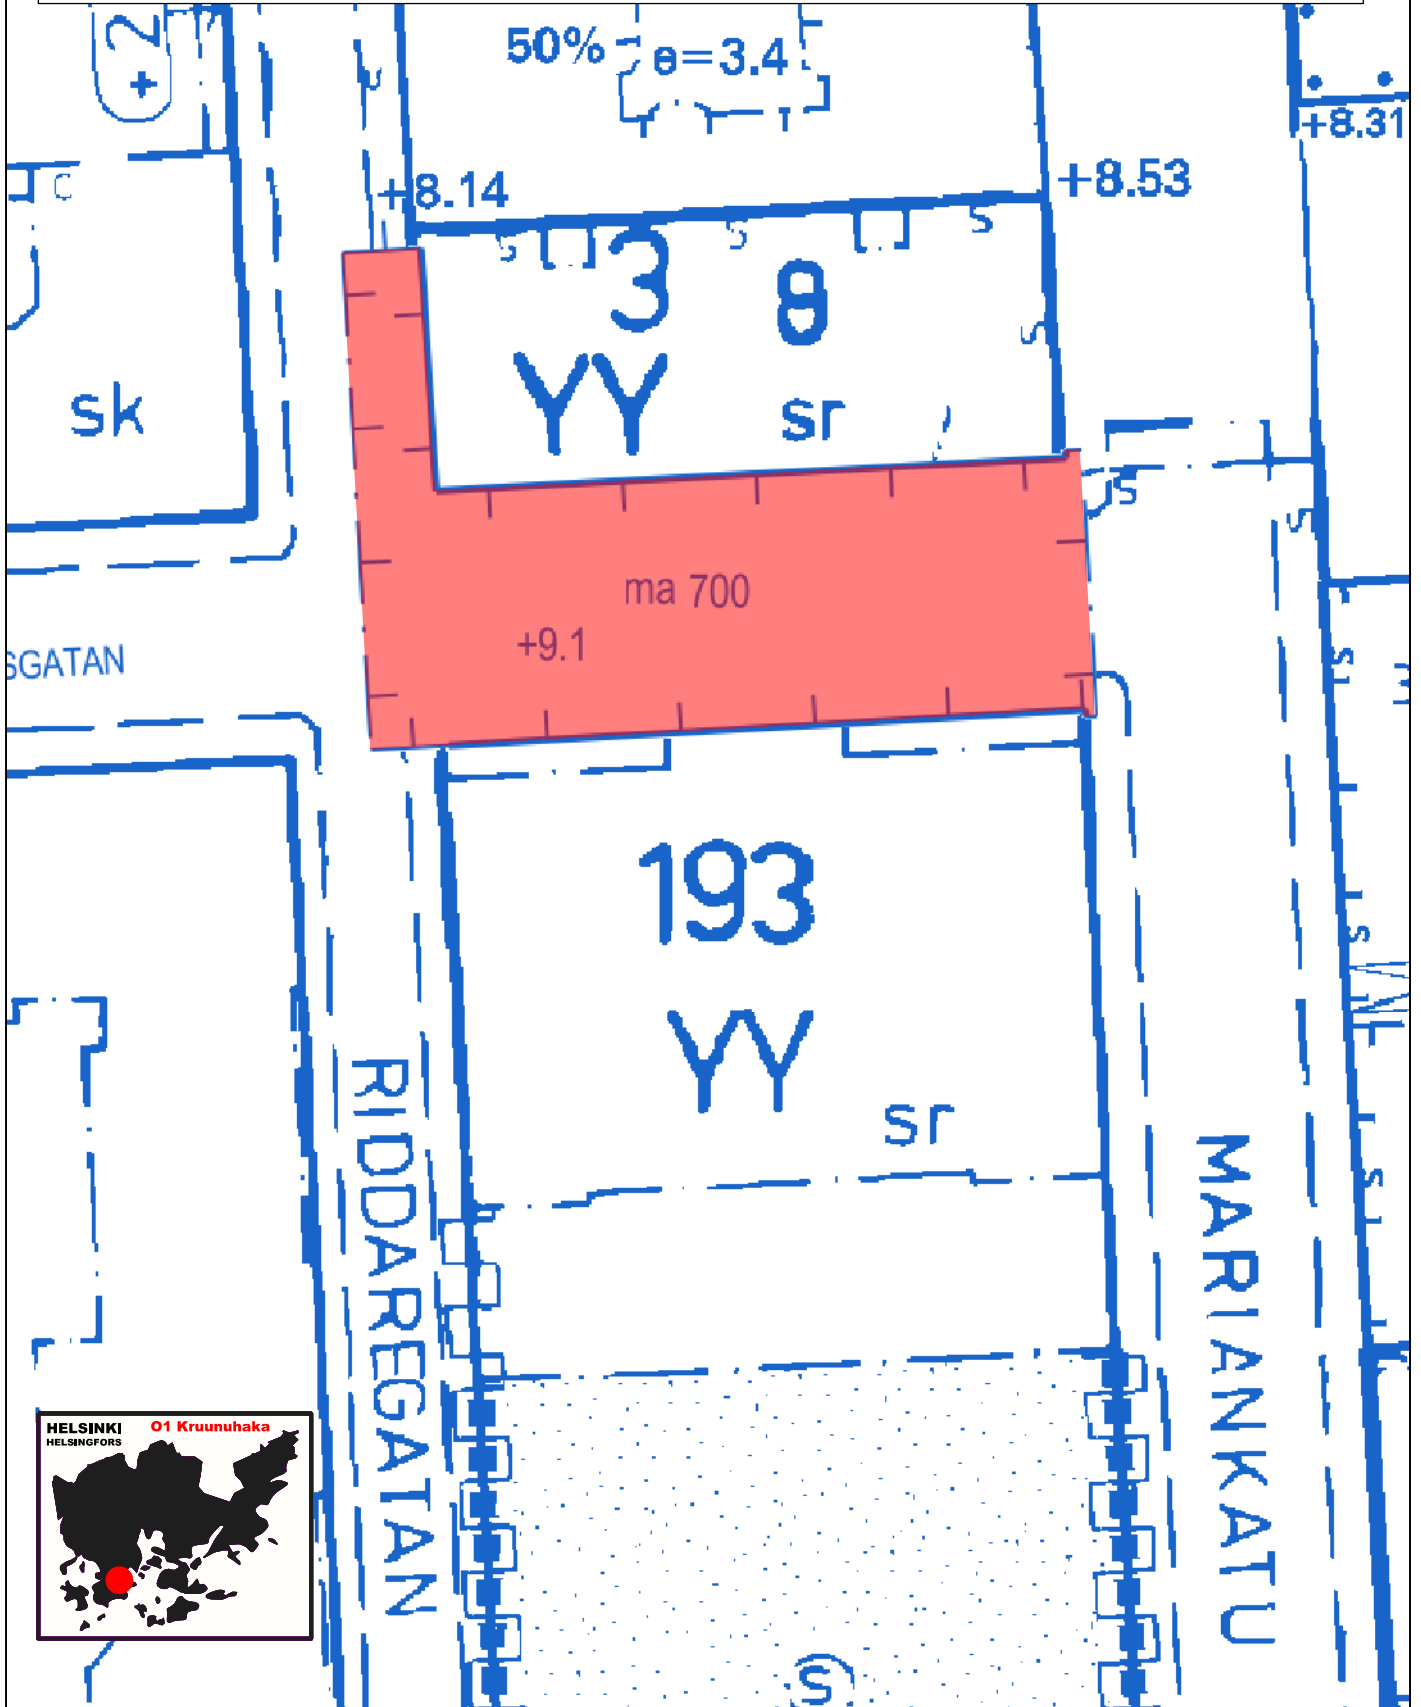 +2
50% e=3.4
+8.31
+8.14
+8.53
s
s
s
s
3 8
s
sk
YY sr
s
s
ma 700
+9.1
SGATAN
s
193
YY
s
sr
s
RIDDAREGATAN
MARIANKATU
HELSINKI
HELSINGFORS
01 Kruunuhaka
s